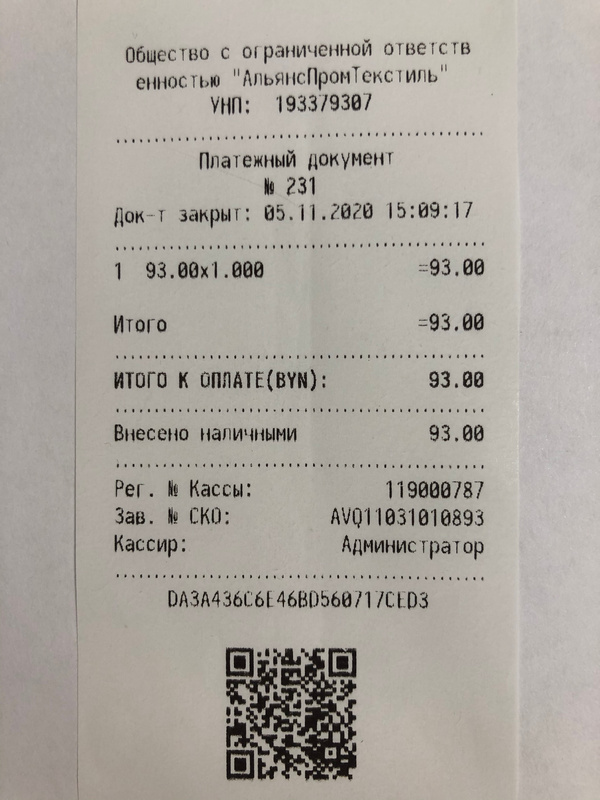 Общество с ограниченной ответств
енностью "АльянсПромТекстиль"
УНП: 193379307
Платежный документ
№ 231
Док-т закрыт: 05.11.2020 15:09:17
1 93.00x1.000 =93.00
Итого =93.00
ИТОГО К ОПЛАТЕ(BYN): 93.00
Внесено наличными 93.00
Рег. № Кассы: 119000787
Зав. № СКО: AVQ11031010893
Кассир: Администратор
DA3A436C6E46BD560717CED3